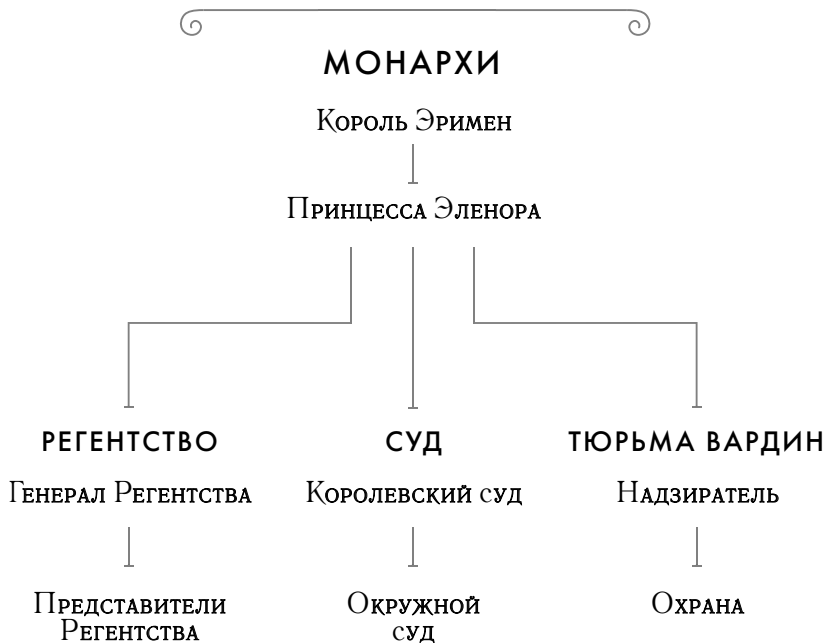 МОНАРХИ
Король Эримен
Принцесса Эленора
РЕГЕНТСТВО
СУД
ТЮРЬМА ВАРДИН
Генерал Регентства
Королевский суд
Надзиратель
Представители
Регентства
Окружной
суд
Охрана